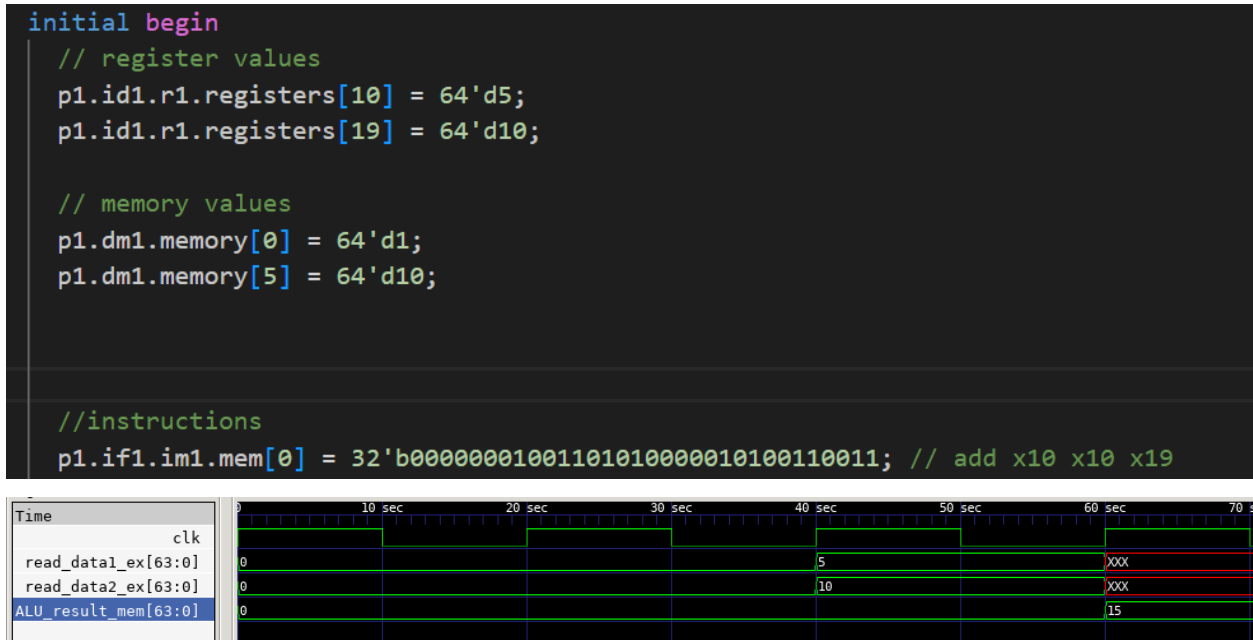 initial begin
// register values
p1.id1.r1.registers[10] = 64'd5;
p1.id1.r1.registers[19] = 64'd10;
// memory values
p1.dm1.memory[0] = 64'd1;
p1.dm1.memory[5] = 64'd10;
//instructions
p1.if1.im1.mem[0] = 32'b00000001001101010000010100110011; // add x10 x10 x19
Time
0 10 sec 20 sec 30 sec 40 sec 50 sec 60 sec 70 s
clk
read_data1_ex[63:0] 0 5 XXX
read_data2_ex[63:0] 0 10 XXX
ALU_result_mem[63:0] 0 15